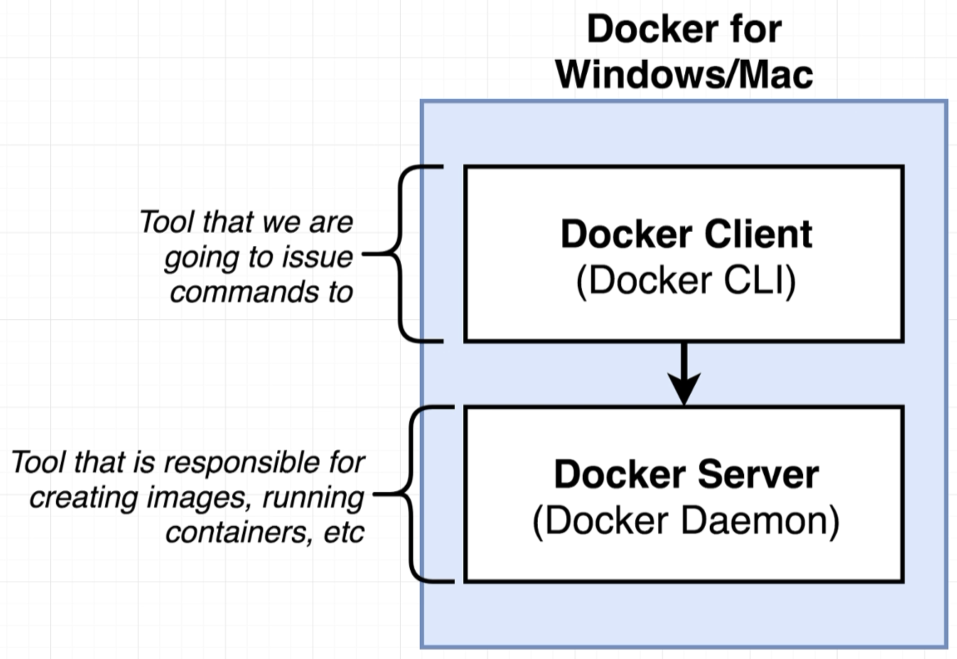 Docker for
Windows/Mac
Tool that we are
going to issue
commands to
Docker Client
(Docker CLI)
Tool that is responsible for
creating images, running
containers, etc
Docker Server
(Docker Daemon)